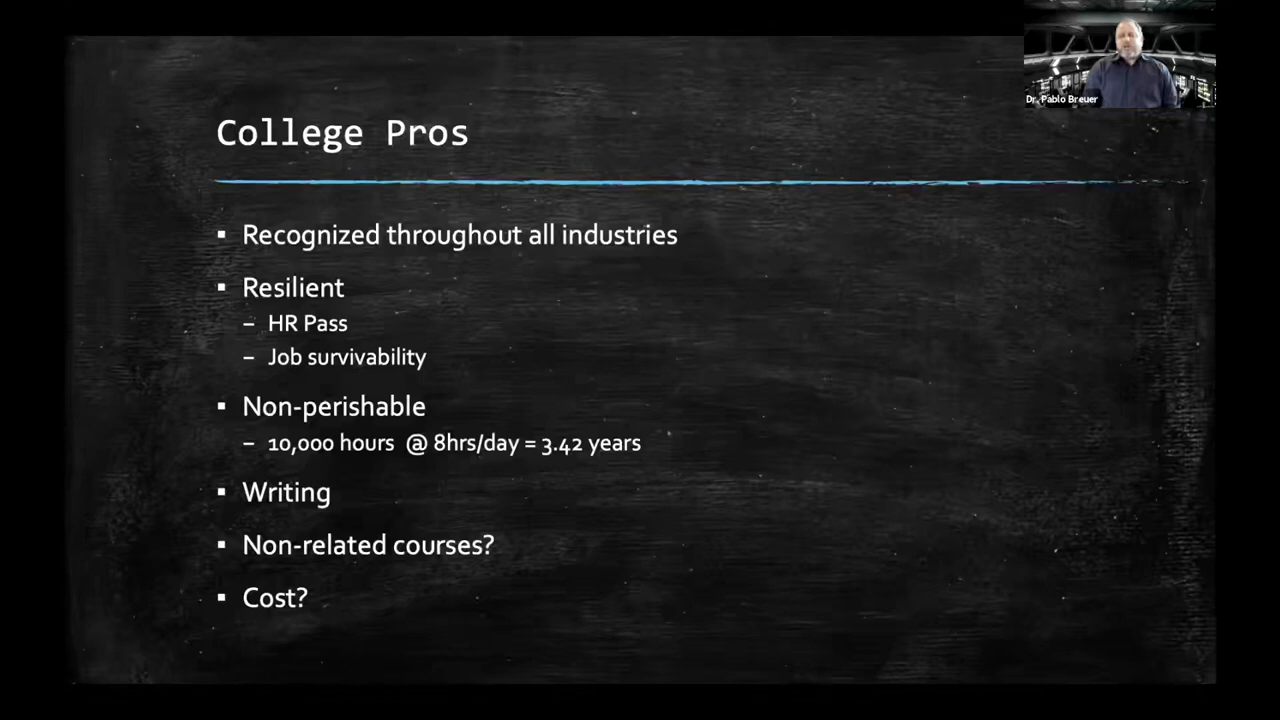 Dr. Pablo Breuer
College Pros
▪ Recognized throughout all industries
▪ Resilient
– HR Pass
– Job survivability
▪ Non-perishable
– 10,000 hours @ 8hrs/day = 3.42 years
▪ Writing
▪ Non-related courses?
▪ Cost?